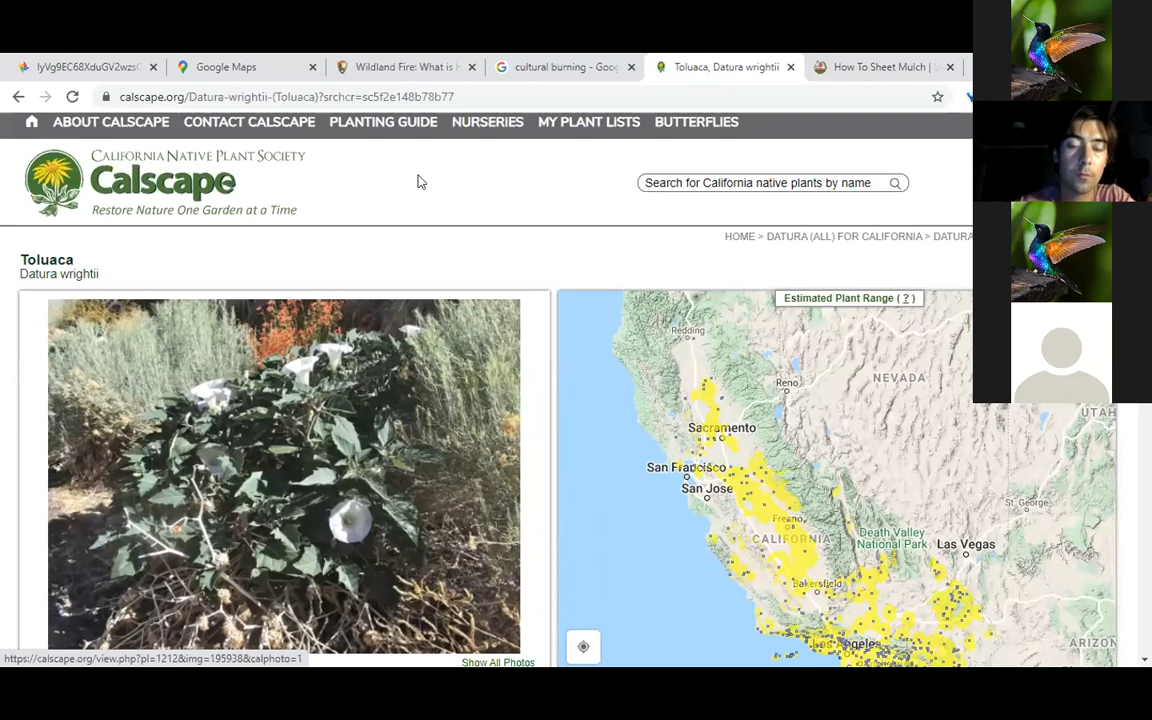 lyVg9EC68XduGV2wzs
Google Maps
Wildland Fire: What is
cultural burning - Goog
Toluaca, Datura wrightii
How To Sheet Mulch |
calscape.org/Datura-wrightii-(Toluaca)?srchcr=sc5f2e148b78b77
ABOUT CALSCAPE
CONTACT CALSCAPE
PLANTING GUIDE
NURSERIES
MY PLANT LISTS
BUTTERFLIES
CALIFORNIA NATIVE PLANT SOCIETY
Calscape
Restore Nature One Garden at a Time
Search for California native plants by name
HOME > DATURA (ALL) FOR CALIFORNIA > DATURA
Toluaca
Datura wrightii
Estimated Plant Range ( ? )
Redding
Reno
NEVADA
UTAH
Sacramento
San Francisco
San Jose
St. George
Fresno
CALIFORNIA
Death Valley
National Park
Las Vegas
Bakersfield
Los Angeles
ARIZON
https://calscape.org/view.php?pl=1212&img=195938&calphoto=1
Show All Photos